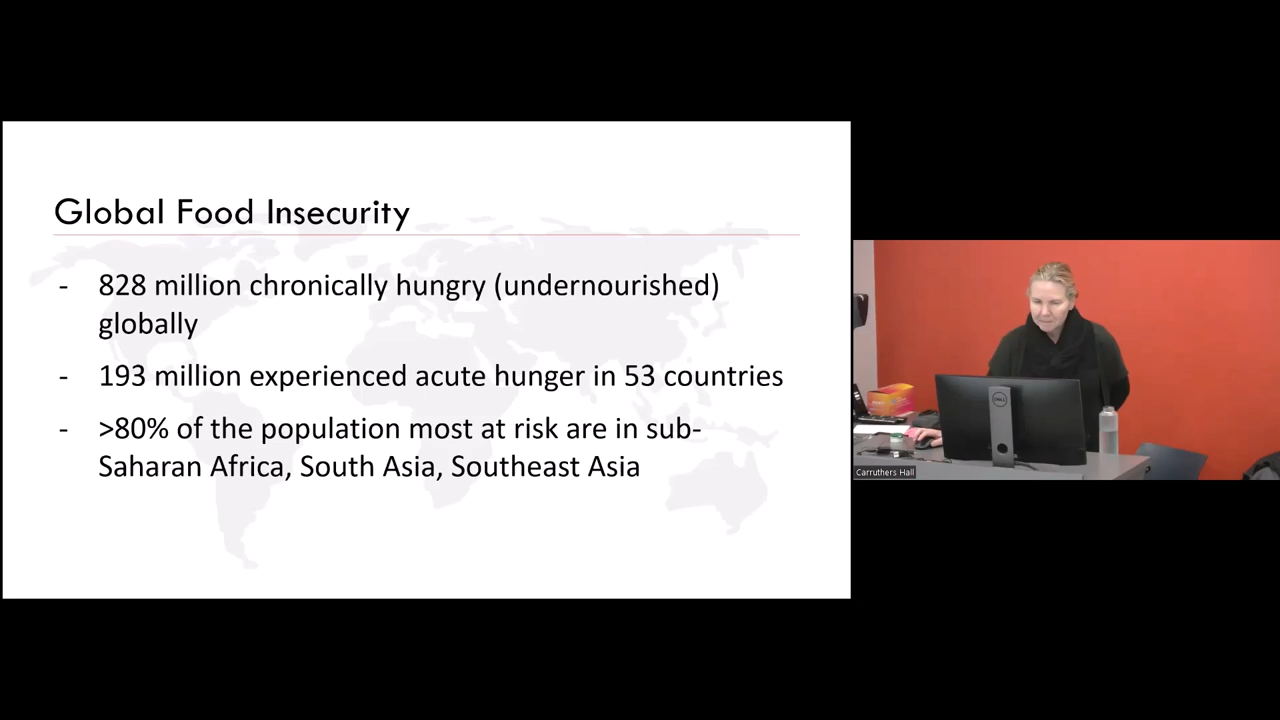 Global Food Insecurity
- 828 million chronically hungry (undernourished)
globally
- 193 million experienced acute hunger in 53 countries
- >80% of the population most at risk are in sub-
Saharan Africa, South Asia, Southeast Asia
DELL
Carruthers Hall